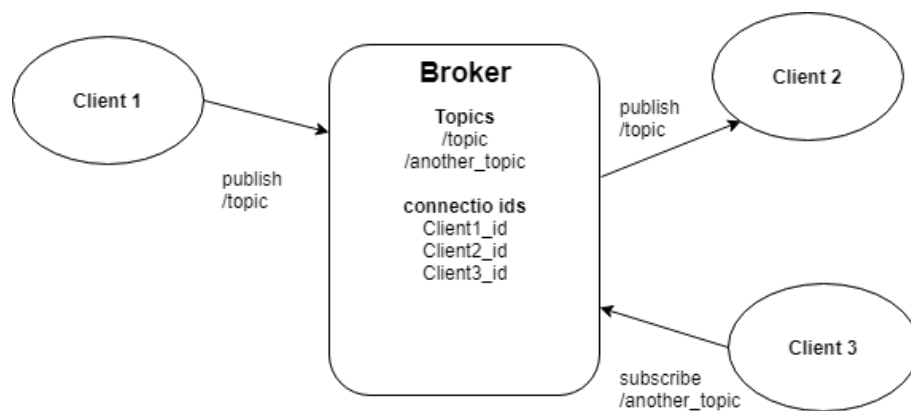 Client 1
publish
/topic
Broker
Topics
/topic
/another_topic
connectio ids
Client1_id
Client2_id
Client3_id
publish
/topic
Client 2
Client 3
subscribe
/another_topic